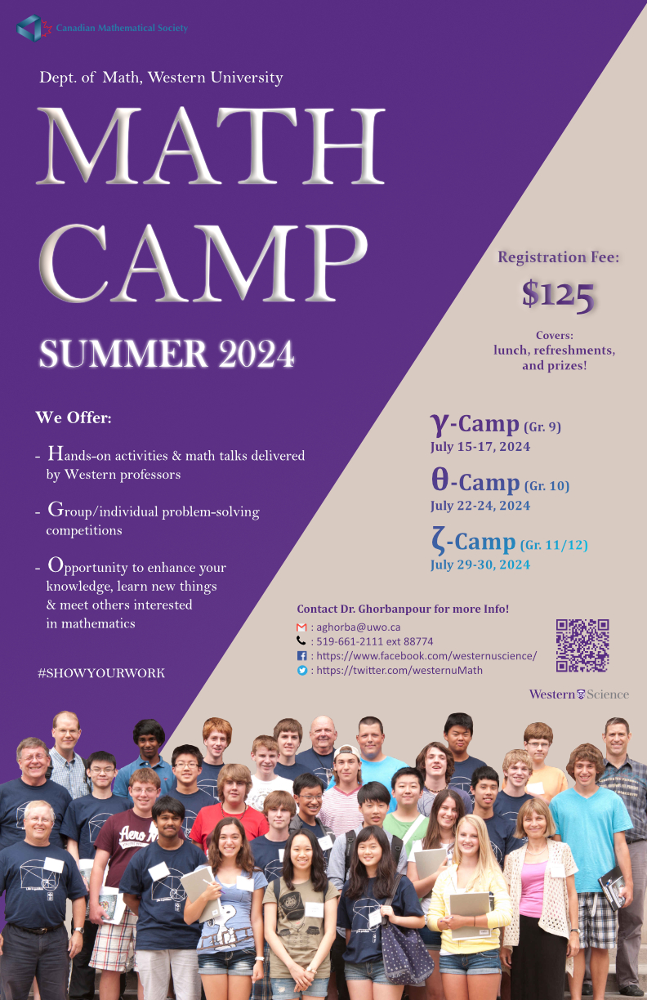 Canadian Mathematical Society
Dept. of Math, Western University
MATH
CAMP
SUMMER 2024
Registration Fee:
$125
Covers:
lunch, refreshments,
and prizes!
We Offer:
- Hands-on activities & math talks delivered
by Western professors
- Group/individual problem-solving
competitions
- Opportunity to enhance your
knowledge, learn new things
& meet others interested
in mathematics
#SHOWYOURWORK
γ-Camp (Gr. 9)
July 15-17, 2024
θ-Camp (Gr. 10)
July 22-24, 2024
ζ-Camp (Gr. 11/12)
July 29-30, 2024
Contact Dr. Ghorbanpour for more Info!
: aghorba@uwo.ca
: 519-661-2111 ext 88774
: https://www.facebook.com/westernuscience/
: https://twitter.com/westernuMath
Western Science